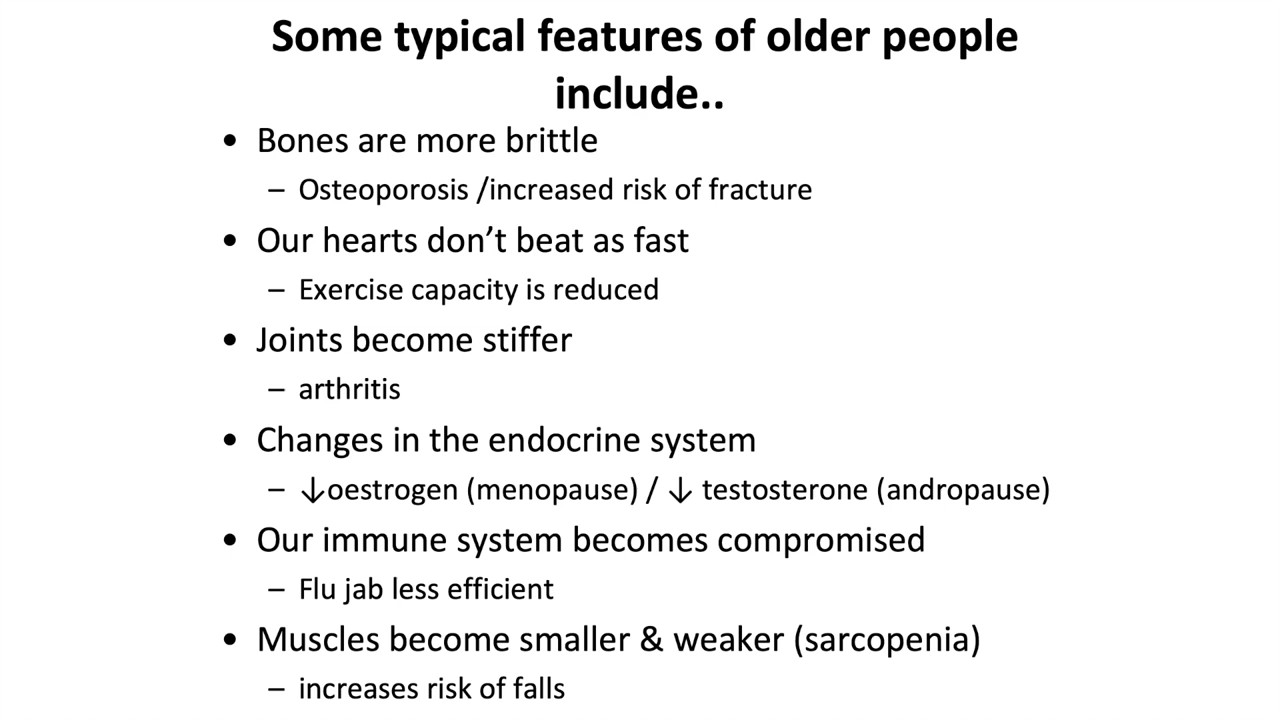 Some typical features of older people
include..
• Bones are more brittle
– Osteoporosis /increased risk of fracture
• Our hearts don’t beat as fast
– Exercise capacity is reduced
• Joints become stiffer
– arthritis
• Changes in the endocrine system
– ↓oestrogen (menopause) / ↓ testosterone (andropause)
• Our immune system becomes compromised
– Flu jab less efficient
• Muscles become smaller & weaker (sarcopenia)
– increases risk of falls